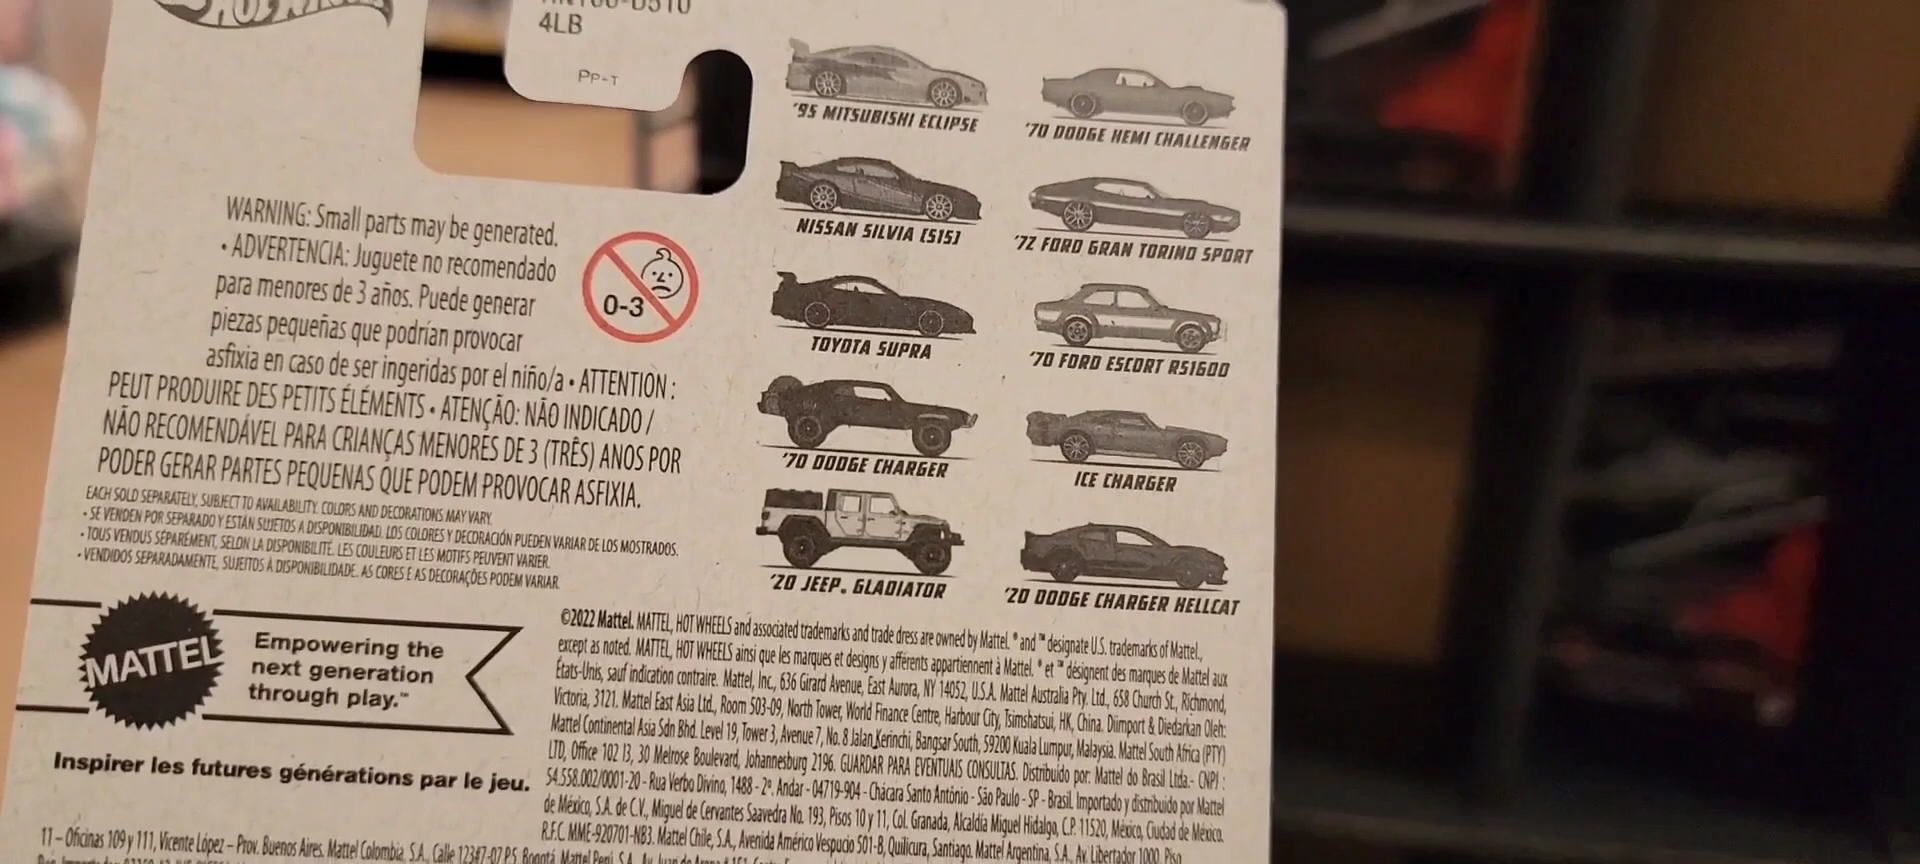 HOT WHEELS
4LB
PP-T
'95 MITSUBISHI ECLIPSE
'70 DODGE HEMI CHALLENGER
NISSAN SILVIA (S15)
'72 FORD GRAN TORINO SPORT
TOYOTA SUPRA
'70 FORD ESCORT RS1600
'70 DODGE CHARGER
ICE CHARGER
'20 JEEP® GLADIATOR
'20 DODGE CHARGER HELLCAT
WARNING: Small parts may be generated.
• ADVERTENCIA: Juguete no recomendado
para menores de 3 años. Puede generar
piezas pequeñas que podrían provocar
asfixia en caso de ser ingeridas por el niño/a • ATTENTION :
PEUT PRODUIRE DES PETITS ÉLÉMENTS • ATENÇÃO: NÃO INDICADO /
NÃO RECOMENDÁVEL PARA CRIANÇAS MENORES DE 3 (TRÊS) ANOS POR
PODER GERAR PARTES PEQUENAS QUE PODEM PROVOCAR ASFIXIA.
0-3
EACH SOLD SEPARATELY, SUBJECT TO AVAILABILITY. COLORS AND DECORATIONS MAY VARY.
• SE VENDEN POR SEPARADO Y ESTÁN SUJETOS A DISPONIBILIDAD. LOS COLORES Y DECORACIÓN PUEDEN VARIAR DE LOS MOSTRADOS.
• TOUS VENDUS SÉPARÉMENT, SELON LA DISPONIBILITÉ. LES COULEURS ET LES MOTIFS PEUVENT VARIER.
• VENDIDOS SEPARADAMENTE, SUJEITOS À DISPONIBILIDADE. AS CORES E AS DECORAÇÕES PODEM VARIAR.
MATTEL
Empowering the
next generation
through play.™
Inspirer les futures générations par le jeu.
©2022 Mattel. MATTEL, HOT WHEELS and associated trademarks and trade dress are owned by Mattel. ® and ™ designate U.S. trademarks of Mattel,
except as noted. MATTEL, HOT WHEELS ainsi que les marques et designs y afférents appartiennent à Mattel. ® et ™ désignent des marques de Mattel aux
États-Unis, sauf indication contraire. Mattel, Inc., 636 Girard Avenue, East Aurora, NY 14052, U.S.A. Mattel Australia Pty. Ltd., 658 Church St., Richmond,
Victoria, 3121. Mattel East Asia Ltd., Room 503-09, North Tower, World Finance Centre, Harbour City, Tsimshatsui, HK, China. Diimport & Diedarkan Oleh:
Mattel Continental Asia Sdn Bhd. Level 19, Tower 3, Avenue 7, No. 8 Jalan Kerinchi, Bangsar South, 59200 Kuala Lumpur, Malaysia. Mattel South Africa (PTY)
LTD, Office 102 I3, 30 Melrose Boulevard, Johannesburg 2196. GUARDAR PARA EVENTUAIS CONSULTAS. Distribuido por: Mattel do Brasil Ltda.- CNPJ :
54.558.002/0001-20 - Rua Verbo Divino, 1488 - 2º. Andar - 04719-904 - Chácara Santo Antônio - São Paulo - SP - Brasil. Importado y distribuido por Mattel
de México, S.A. de C.V., Miguel de Cervantes Saavedra No. 193, Pisos 10 y 11, Col. Granada, Alcaldía Miguel Hidalgo, C.P. 11520, México, Ciudad de México.
R.F.C. MME-920701-NB3. Mattel Chile, S.A., Avenida Américo Vespucio 501-B, Quilicura, Santiago. Mattel Argentina, S.A., Av. Libertador 1000, Piso
11 – Oficinas 109 y 111, Vicente López – Prov. Buenos Aires. Mattel Colombia, S.A., Calle 123#7-07 P.5, Bogotá. Mattel Perú, S.A.